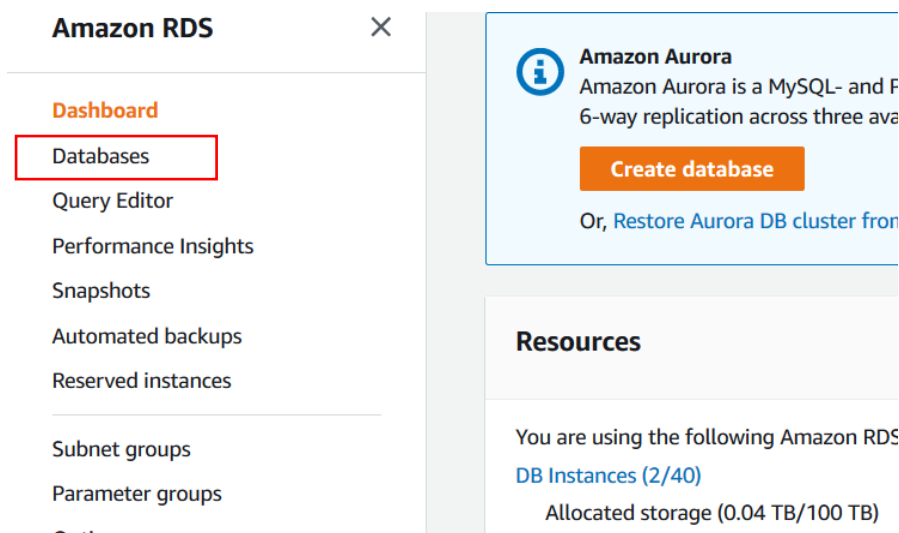 Amazon RDS
Dashboard
Databases
Query Editor
Performance Insights
Snapshots
Automated backups
Reserved instances
Subnet groups
Parameter groups
Amazon Aurora
Amazon Aurora is a MySQL- and
6-way replication across three
Create database
Or, Restore Aurora DB cluster
Resources
You are using the following Amazon RDS
DB Instances (2/40)
Allocated storage (0.04 TB/100 TB)